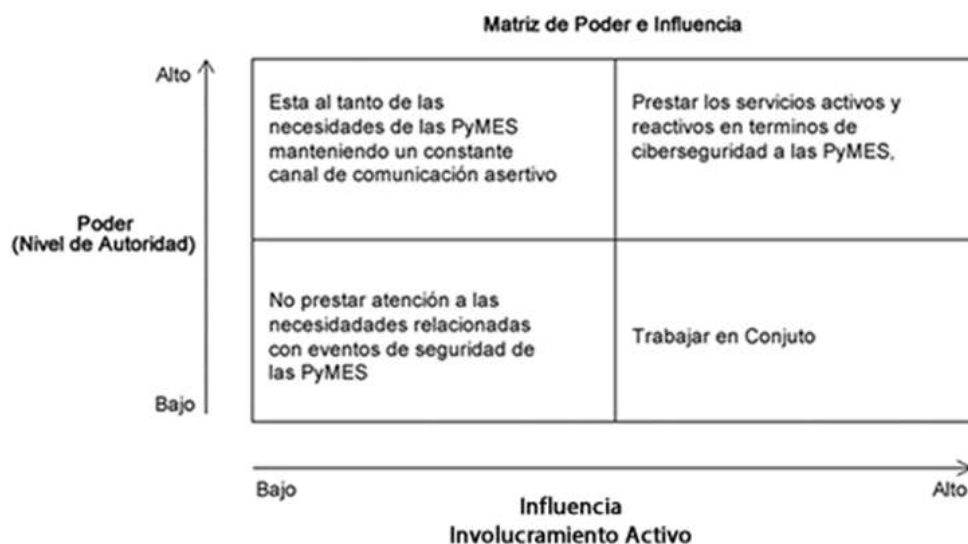 Matriz de Poder e Influencia
Alto
Esta al tanto de las
necesidades de las PyMES
manteniendo un constante
canal de comunicación asertivo
Prestar los servicios activos y
reactivos en terminos de
ciberseguridad a las PyMES,
Poder
(Nivel de Autoridad)
No prestar atención a las
necesidadades relacionadas
con eventos de seguridad de
las PyMES
Trabajar en Conjuto
Bajo
Bajo
Alto
Influencia
Involucramiento Activo